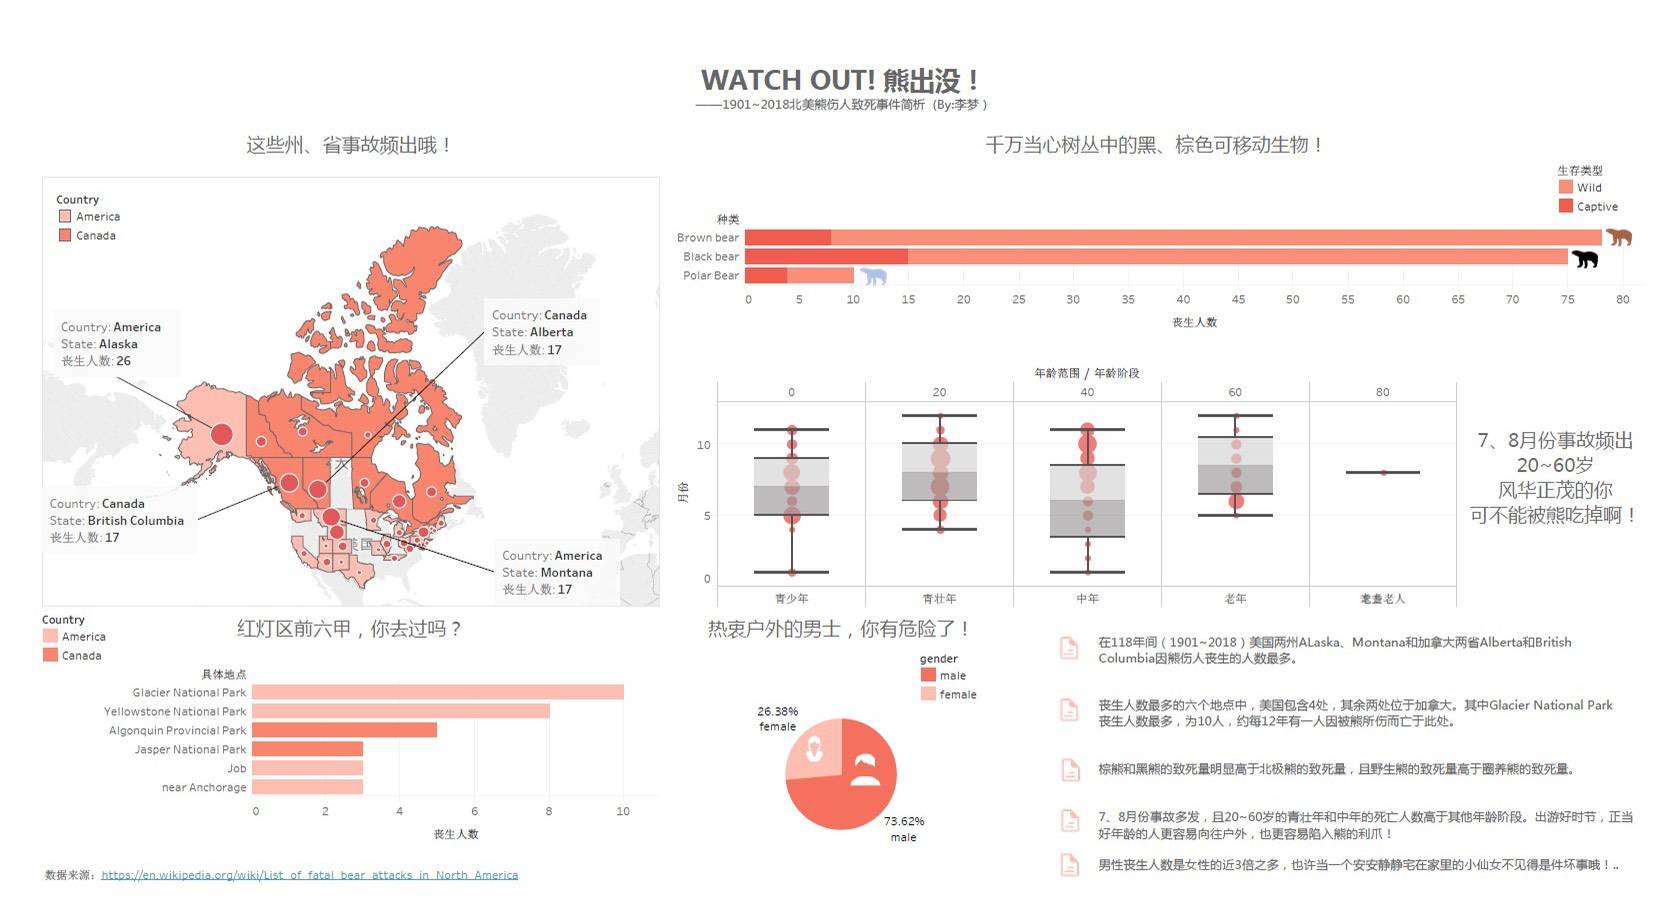 WATCH OUT! 熊出没！
——1901~2018北美熊伤人致死事件简析（By:李梦）
这些州、省事故频出哦！
Country
America
Canada
Country: America
State: Alaska
丧生人数: 26
Country: Canada
State: Alberta
丧生人数: 17
Country: Canada
State: British Columbia
丧生人数: 17
Country: America
State: Montana
丧生人数: 17
千万当心树丛中的黑、棕色可移动生物！
生存类型
Wild
Captive
种类
Brown bear
Black bear
Polar Bear
0 5 10 15 20 25 30 35 40 45 50 55 60 65 70 75 80
丧生人数
年龄范围 / 年龄阶段
0 20 40 60 80
10
5
0
月份
青少年 青壮年 中年 老年 耄耋老人
7、8月份事故频出
20~60岁
风华正茂的你
可不能被熊吃掉啊！
Country
America
Canada
红灯区前六甲，你去过吗？
具体地点
Glacier National Park
Yellowstone National Park
Algonquin Provincial Park
Jasper National Park
Job
near Anchorage
0 2 4 6 8 10
丧生人数
热衷户外的男士，你有危险了！
gender
male
female
26.38%
female
73.62%
male
在118年间（1901~2018）美国两州ALaska、Montana和加拿大两省Alberta和British
Columbia因熊伤人丧生的人数最多。
丧生人数最多的六个地点中，美国包含4处，其余两处位于加拿大。其中Glacier National Park
丧生人数最多，为10人，约每12年有一人因被熊所伤而亡于此处。
棕熊和黑熊的致死量明显高于北极熊的致死量，且野生熊的致死量高于圈养熊的致死量。
7、8月份事故多发，且20~60岁的青壮年和中年的死亡人数高于其他年龄阶段。出游好时节，正当
好年龄的人更容易向往户外，也更容易陷入熊的利爪！
男性丧生人数是女性的近3倍之多，也许当一个安安静静宅在家里的小仙女不见得是件坏事哦！..
数据来源：https://en.wikipedia.org/wiki/List_of_fatal_bear_attacks_in_North_America